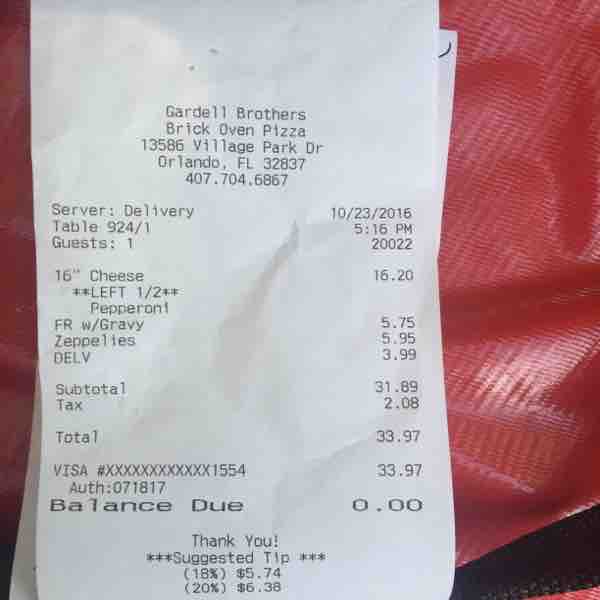 Gardell Brothers
Brick Oven Pizza
13586 Village Park Dr
Orlando, FL 32837
407.704.6867
Server: Delivery 10/23/2016
Table 924/1 5:16 PM
Guests: 1 20022
16" Cheese 16.20
**LEFT 1/2**
Pepperoni
FR w/Gravy 5.75
Zeppelies 5.95
DELV 3.99
Subtotal 31.89
Tax 2.08
Total 33.97
VISA #XXXXXXXXXXXX1554 33.97
Auth:071817
Balance Due 0.00
Thank You!
***Suggested Tip ***
(18%) $5.74
(20%) $6.38